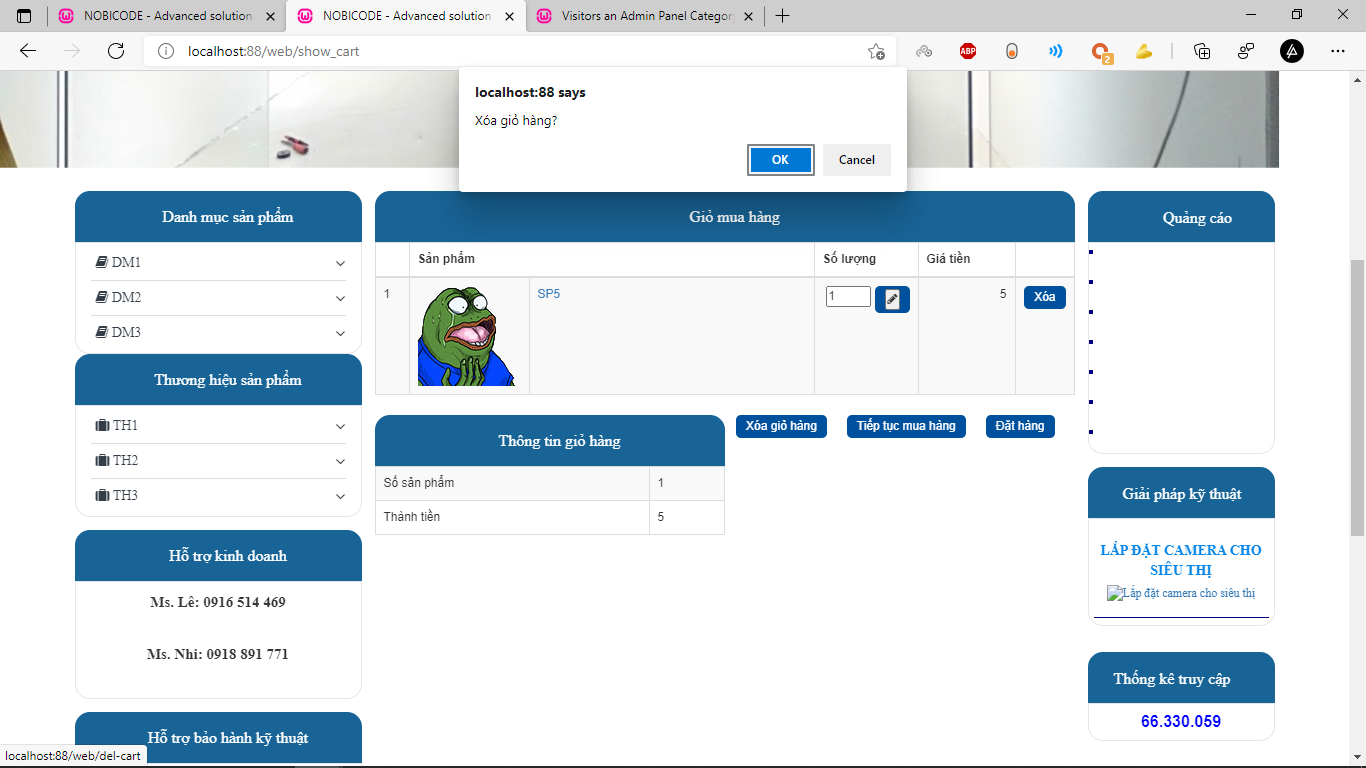 NOBICODE - Advanced solution
NOBICODE - Advanced solution
Visitors an Admin Panel Category
localhost:88/web/show_cart
ABP
2
localhost:88 says
Xóa giỏ hàng?
OK
Cancel
Danh mục sản phẩm
DM1
DM2
DM3
Thương hiệu sản phẩm
TH1
TH2
TH3
Hỗ trợ kinh doanh
Ms. Lê: 0916 514 469
Ms. Nhi: 0918 891 771
Hỗ trợ bảo hành kỹ thuật
Giỏ mua hàng
Sản phẩm
Số lượng
Giá tiền
1
SP5
1
5
Xóa
Thông tin giỏ hàng
Số sản phẩm
1
Thành tiền
5
Xóa giỏ hàng
Tiếp tục mua hàng
Đặt hàng
Quảng cáo
Giải pháp kỹ thuật
LẮP ĐẶT CAMERA CHO
SIÊU THỊ
Lắp đặt camera cho siêu thị
Thống kê truy cập
66.330.059
localhost:88/web/del-cart